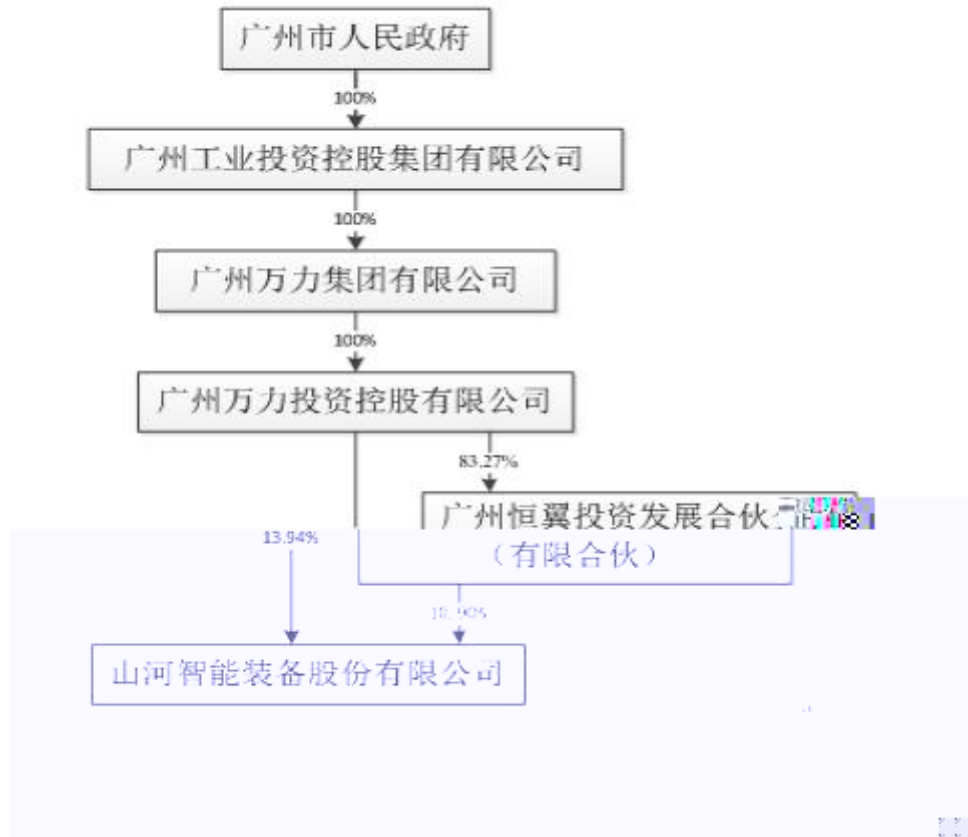 广州市人民政府
100%
广州工业投资控股集团有限公司
100%
广州万力集团有限公司
100%
广州万力投资控股有限公司
83.27%
广州恒翼投资发展合伙
13.94%
（有限合伙）
山河智能装备股份有限公司